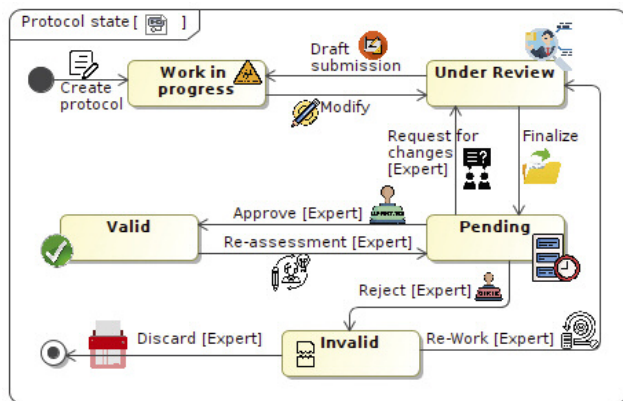 Protocol state [ ]
Draft
submission
Work in
progress
Under Review
Create
protocol
Modify
Request for
changes
[Expert]
Finalize
Approve [Expert]
Valid
Re-assessment [Expert]
Pending
Reject [Expert]
Discard [Expert]
Invalid
Re-Work [Expert]